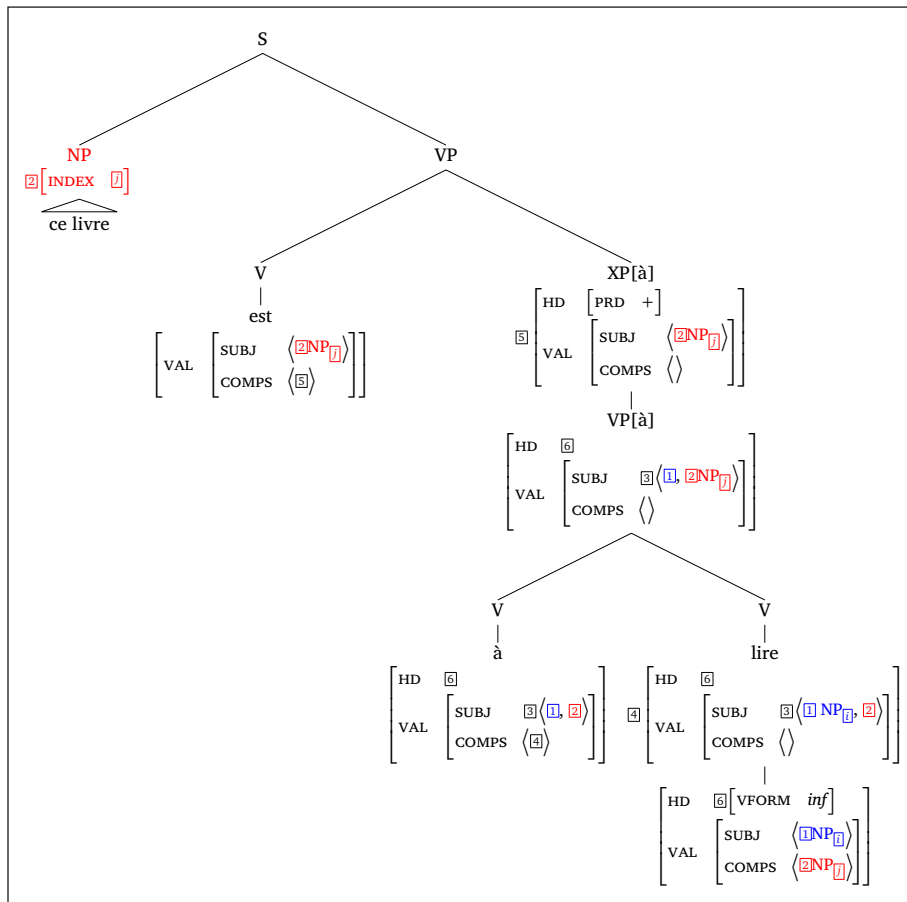 S
NP VP
2[INDEX j]
ce livre
V XP[à]
est
[VAL [SUBJ ⟨2NPj⟩ COMPS ⟨5⟩]]
5[HD [PRD +] VAL [SUBJ ⟨2NPj⟩ COMPS ⟨⟩]]
VP[à]
[HD 6 VAL [SUBJ 3⟨1, 2NPj⟩ COMPS ⟨⟩]]
V V
à lire
[HD 6 VAL [SUBJ 3⟨1, 2⟩ COMPS ⟨4⟩]]
4[HD 6 VAL [SUBJ 3⟨1 NPi, 2⟩ COMPS ⟨⟩]]
[HD 6[VFORM inf] VAL [SUBJ ⟨1NPi⟩ COMPS ⟨2NPj⟩]]